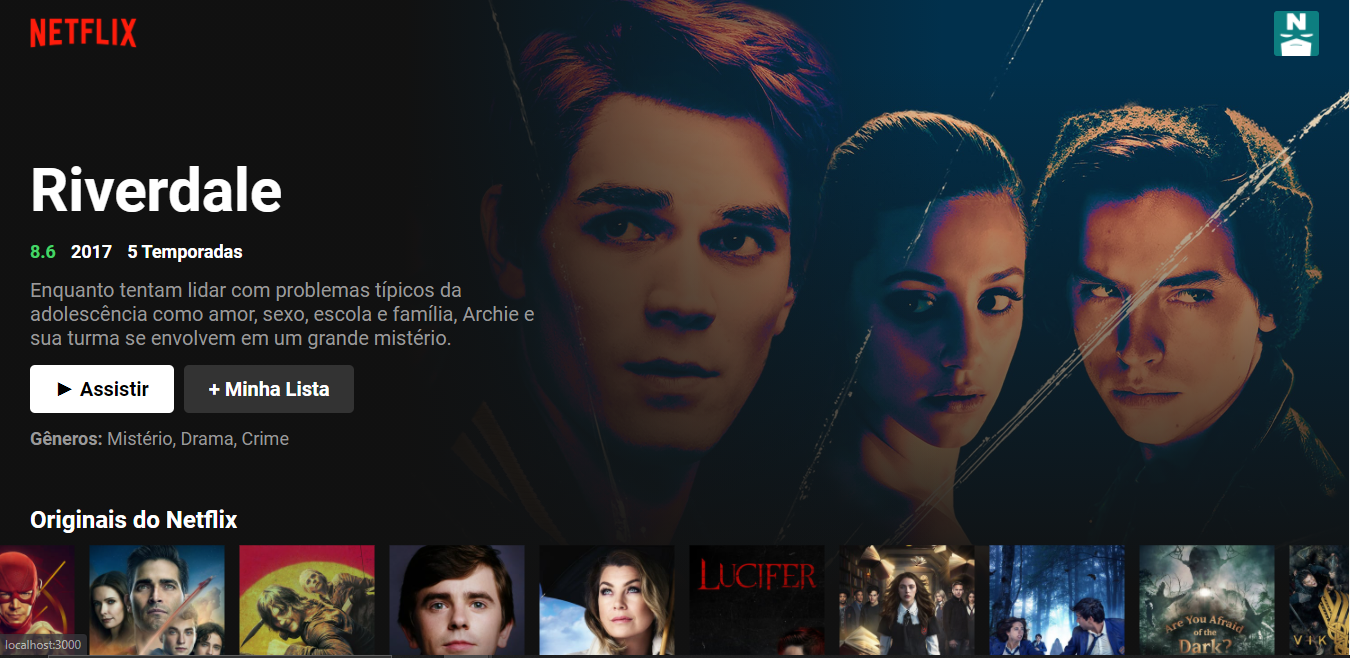 NETFLIX
N
Riverdale
8.6 2017 5 Temporadas
Enquanto tentam lidar com problemas típicos da
adolescência como amor, sexo, escola e família, Archie e
sua turma se envolvem em um grande mistério.
► Assistir + Minha Lista
Gêneros: Mistério, Drama, Crime
Originais do Netflix
LUCIFER
Are You Afraid
of the
Dark?
VIK
localhost:3000